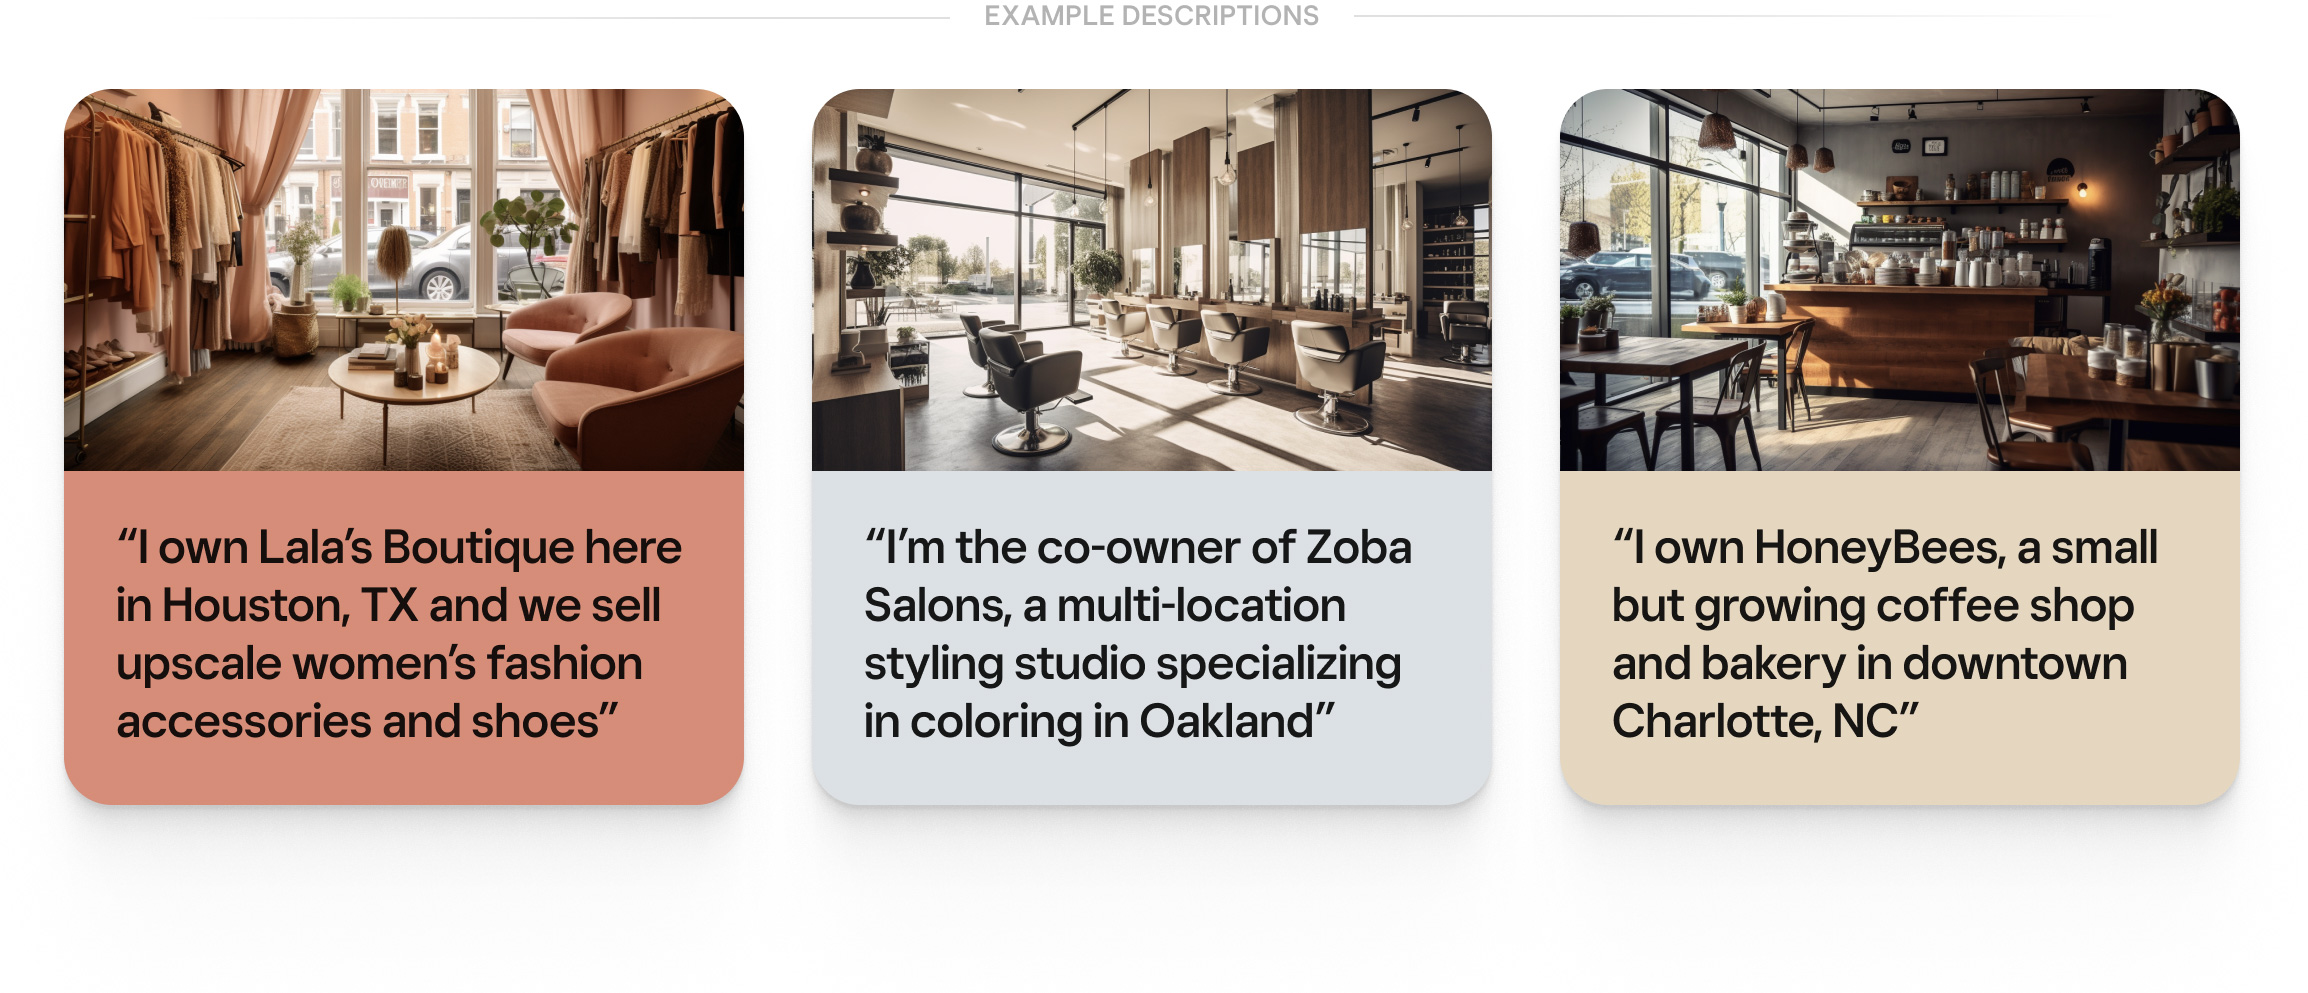 EXAMPLE DESCRIPTIONS
“I own Lala’s Boutique here
in Houston, TX and we sell
upscale women’s fashion
accessories and shoes”
“I’m the co-owner of Zoba
Salons, a multi-location
styling studio specializing
in coloring in Oakland”
“I own HoneyBees, a small
but growing coffee shop
and bakery in downtown
Charlotte, NC”